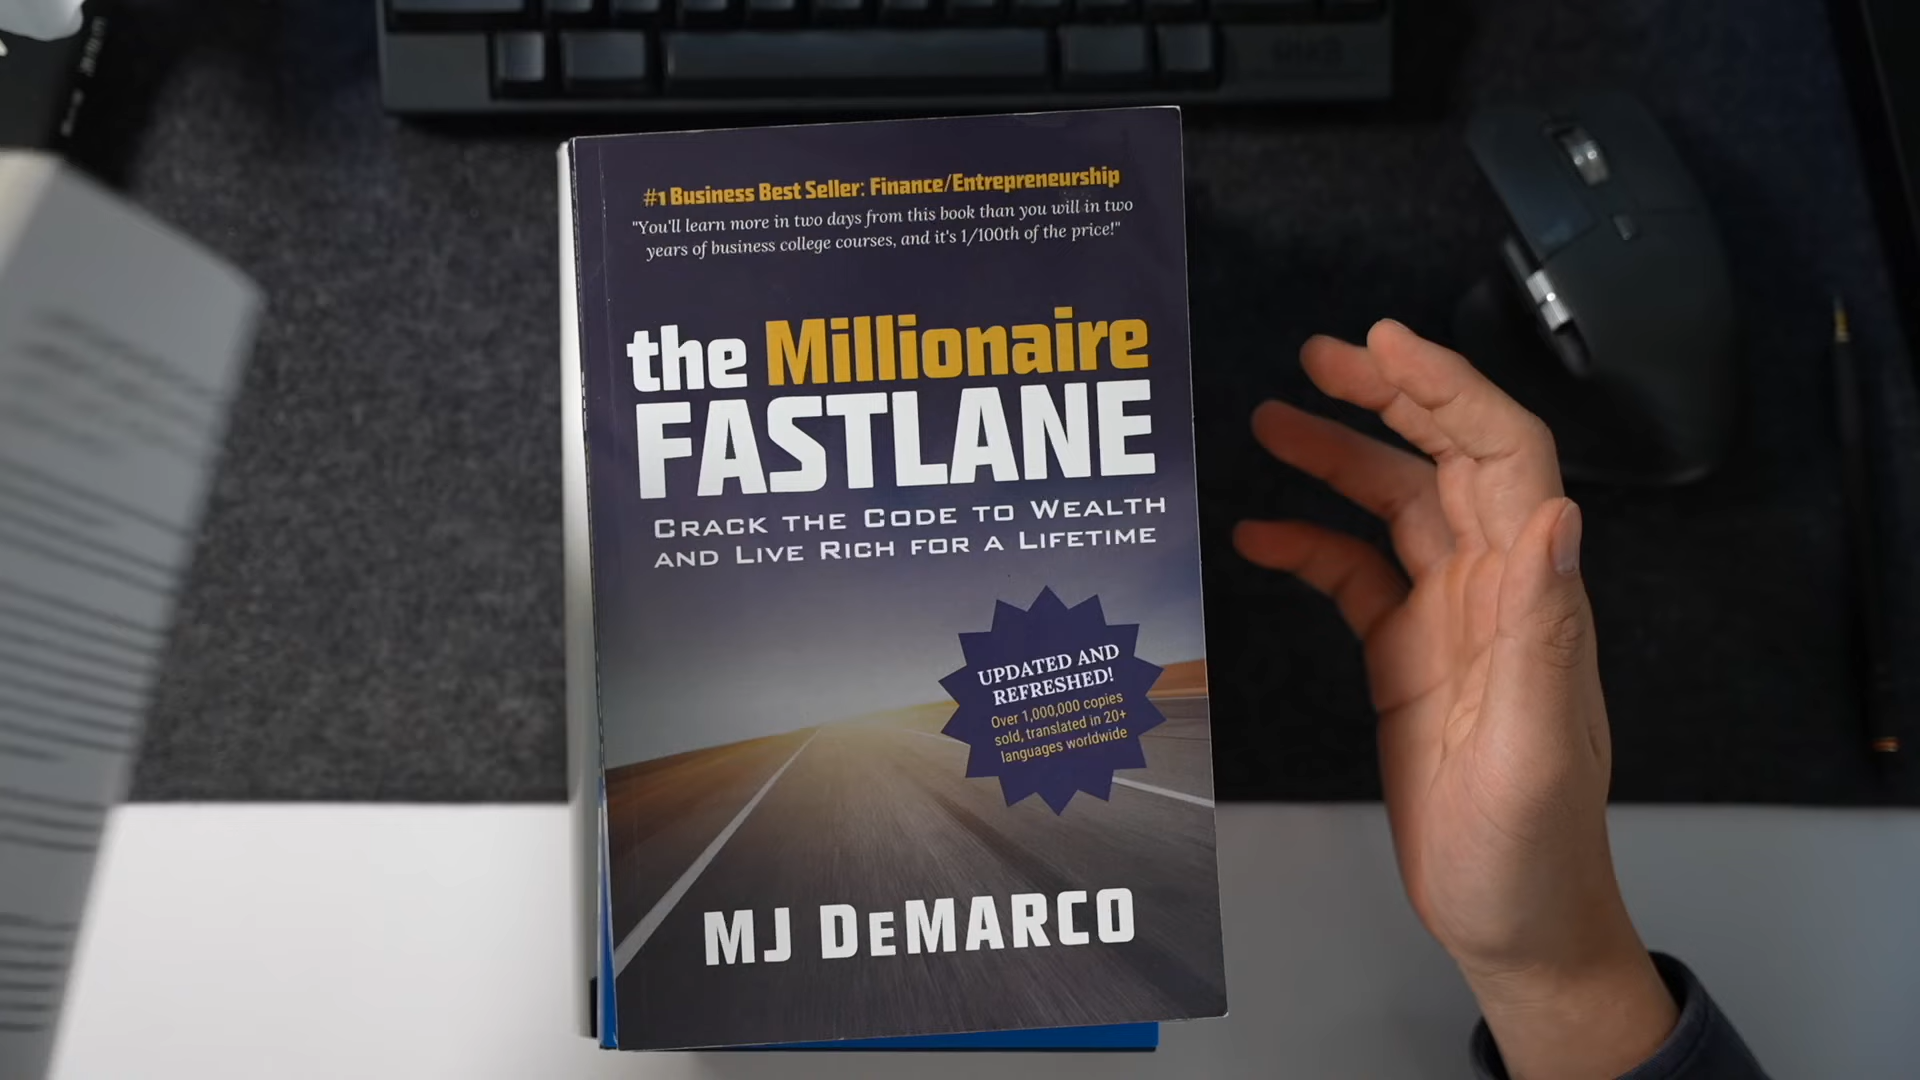 #1 Business Best Seller: Finance/Entrepreneurship
"You'll learn more in two days from this book than you will in two
years of business college courses, and it's 1/100th of the price!"
the Millionaire
FASTLANE
CRACK THE CODE TO WEALTH
AND LIVE RICH FOR A LIFETIME
UPDATED AND
REFRESHED!
Over 1,000,000 copies
sold, translated in 20+
languages worldwide
MJ DEMARCO